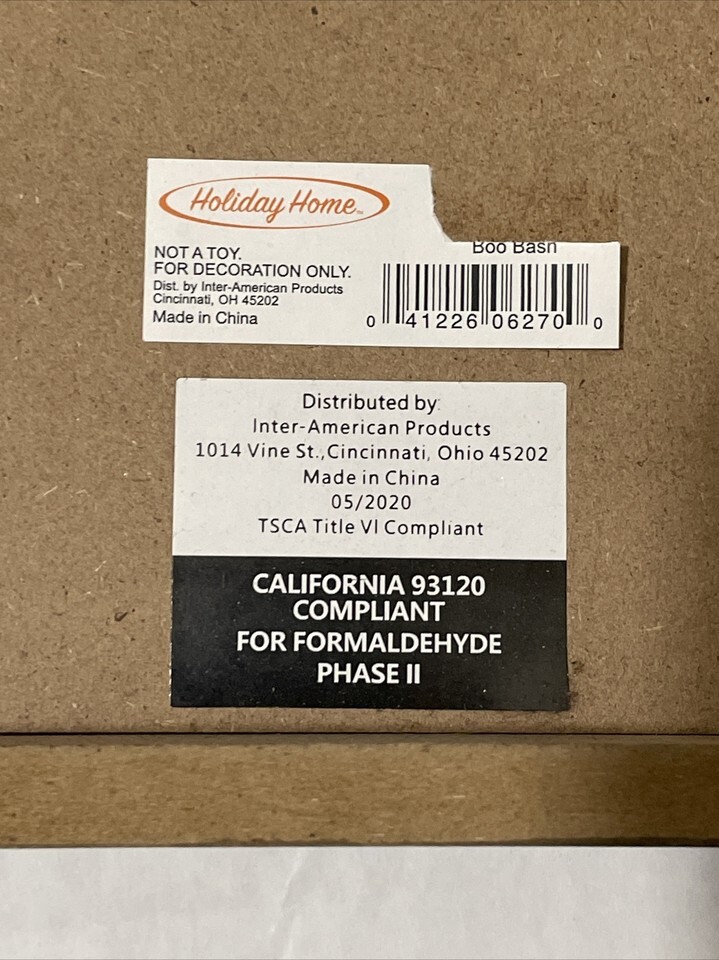 Holiday Home™
NOT A TOY.
FOR DECORATION ONLY.
Dist. by Inter-American Products
Cincinnati, OH 45202
Made in China
Boo Bash
0 41226 06270 0
Distributed by:
Inter-American Products
1014 Vine St.,Cincinnati, Ohio 45202
Made in China
05/2020
TSCA Title VI Compliant
CALIFORNIA 93120
COMPLIANT
FOR FORMALDEHYDE
PHASE II